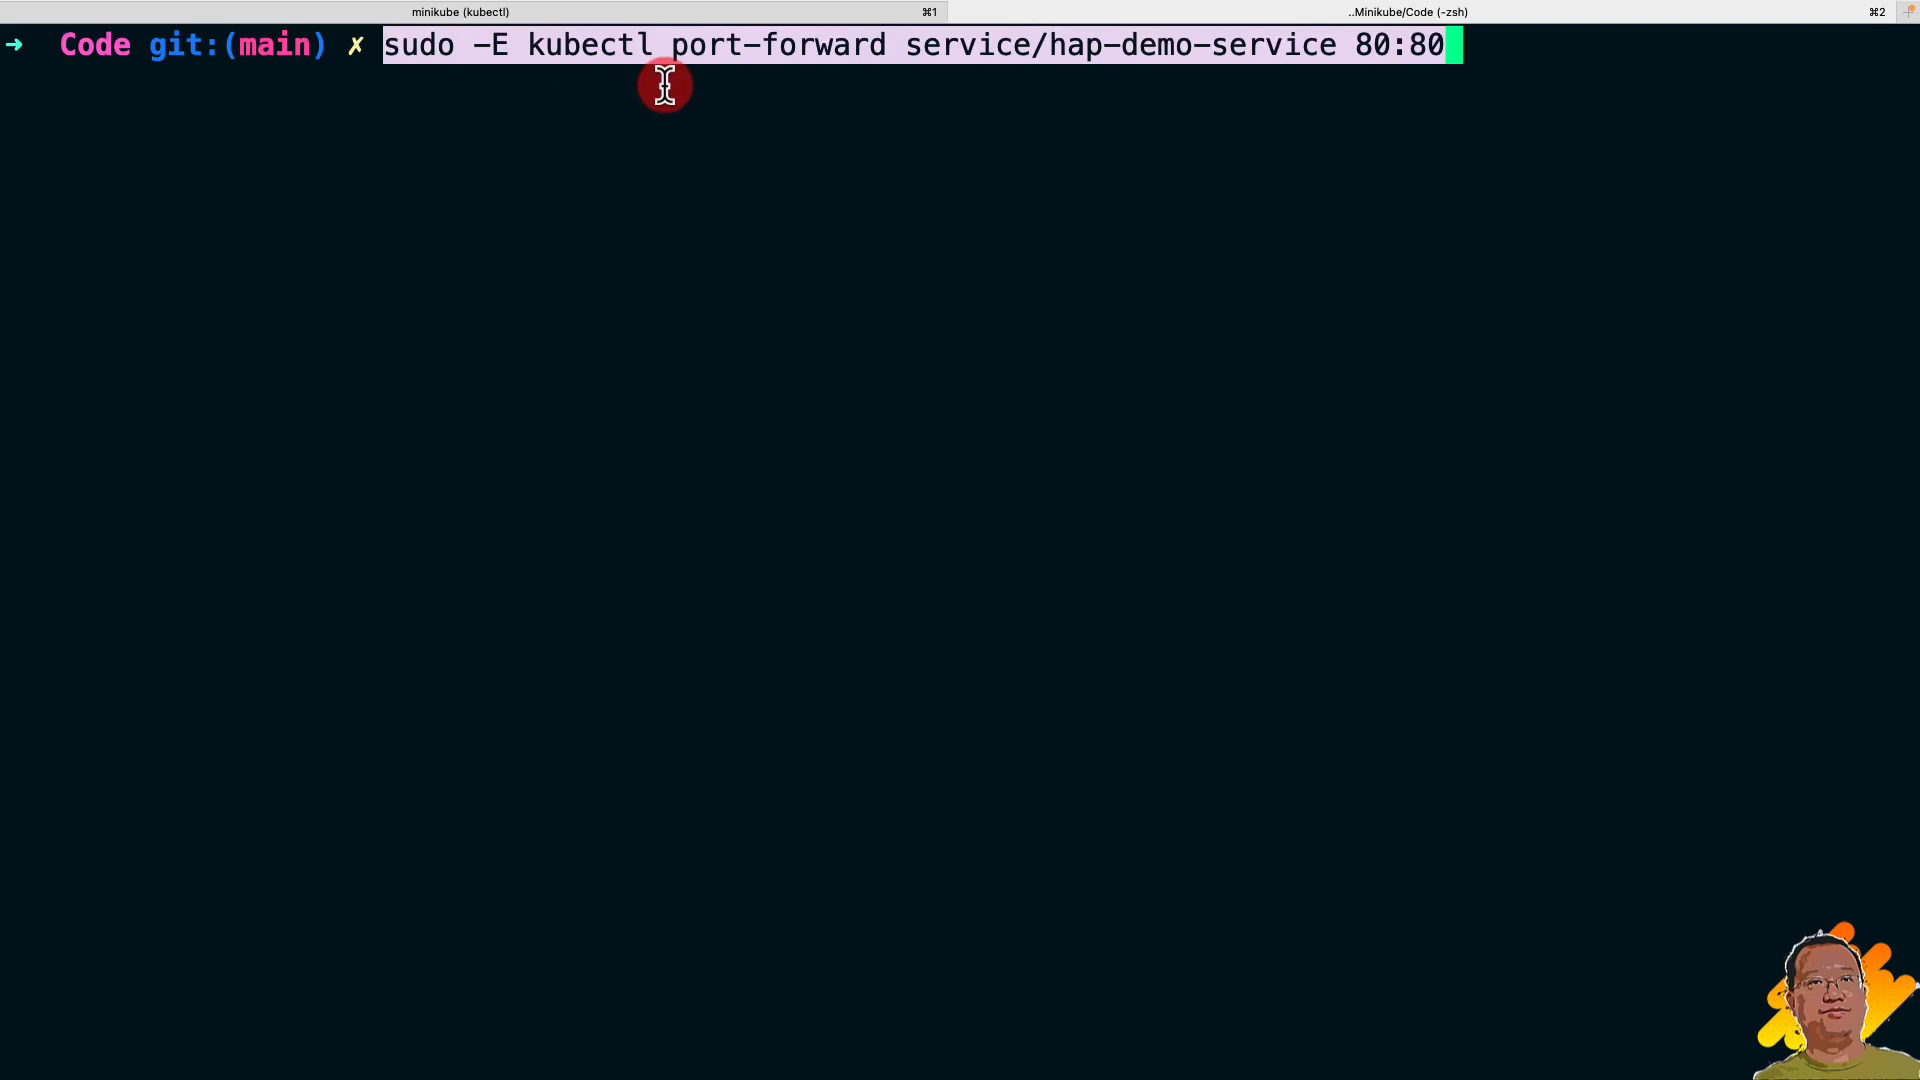 minikube (kubectl) ⌘1 ..Minikube/Code (-zsh) ⌘2
➜ Code git:(main) ✗ sudo -E kubectl port-forward service/hap-demo-service 80:80